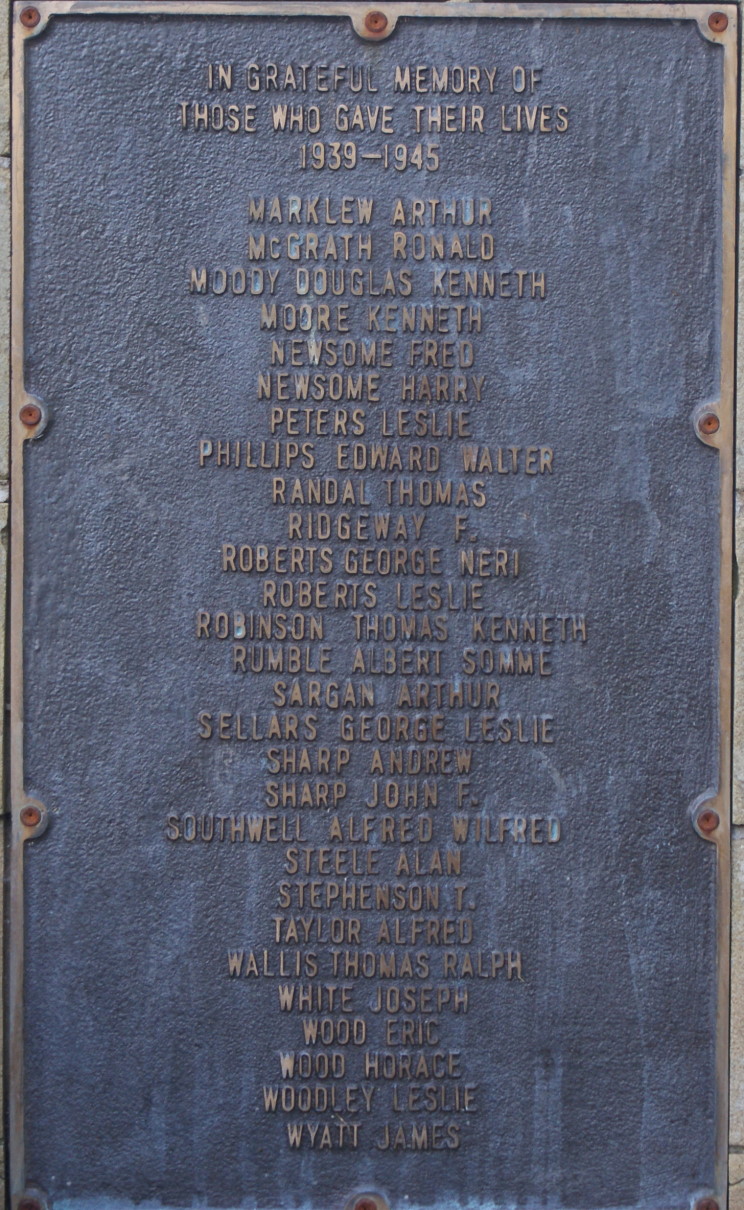 IN GRATEFUL MEMORY OF
THOSE WHO GAVE THEIR LIVES
1939–1945
MARKLEW ARTHUR
McGRATH RONALD
MOODY DOUGLAS KENNETH
MOORE KENNETH
NEWSOME FRED
NEWSOME HARRY
PETERS LESLIE
PHILLIPS EDWARD WALTER
RANDAL THOMAS
RIDGEWAY F.
ROBERTS GEORGE NERI
ROBERTS LESLIE
ROBINSON THOMAS KENNETH
RUMBLE ALBERT SOMME
SARGAN ARTHUR
SELLARS GEORGE LESLIE
SHARP ANDREW
SHARP JOHN F.
SOUTHWELL ALFRED WILFRED
STEELE ALAN
STEPHENSON T.
TAYLOR ALFRED
WALLIS THOMAS RALPH
WHITE JOSEPH
WOOD ERIC
WOOD HORACE
WOODLEY LESLIE
WYATT JAMES